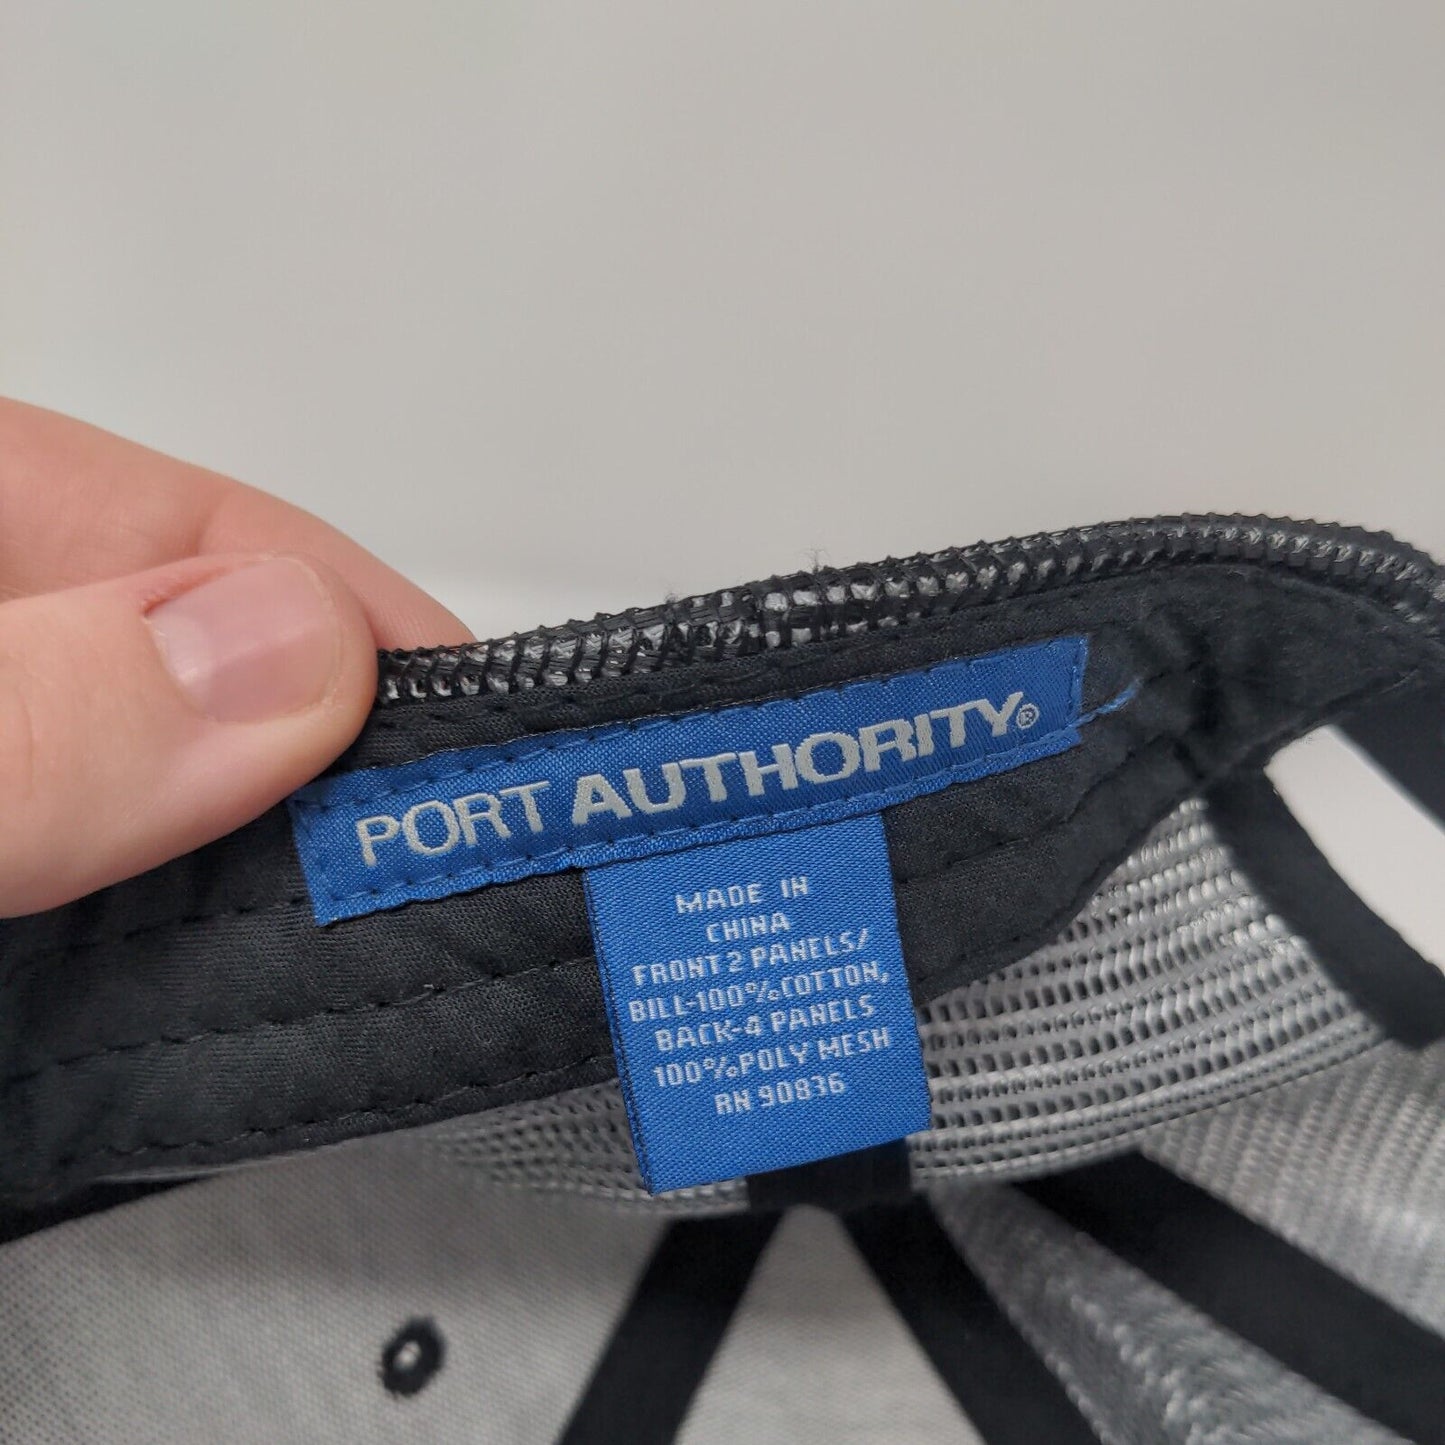 PORT AUTHORITY®
MADE IN
CHINA
FRONT 2 PANELS/
BILL-100%COTTON,
BACK-4 PANELS
100%POLY MESH
RN 90836